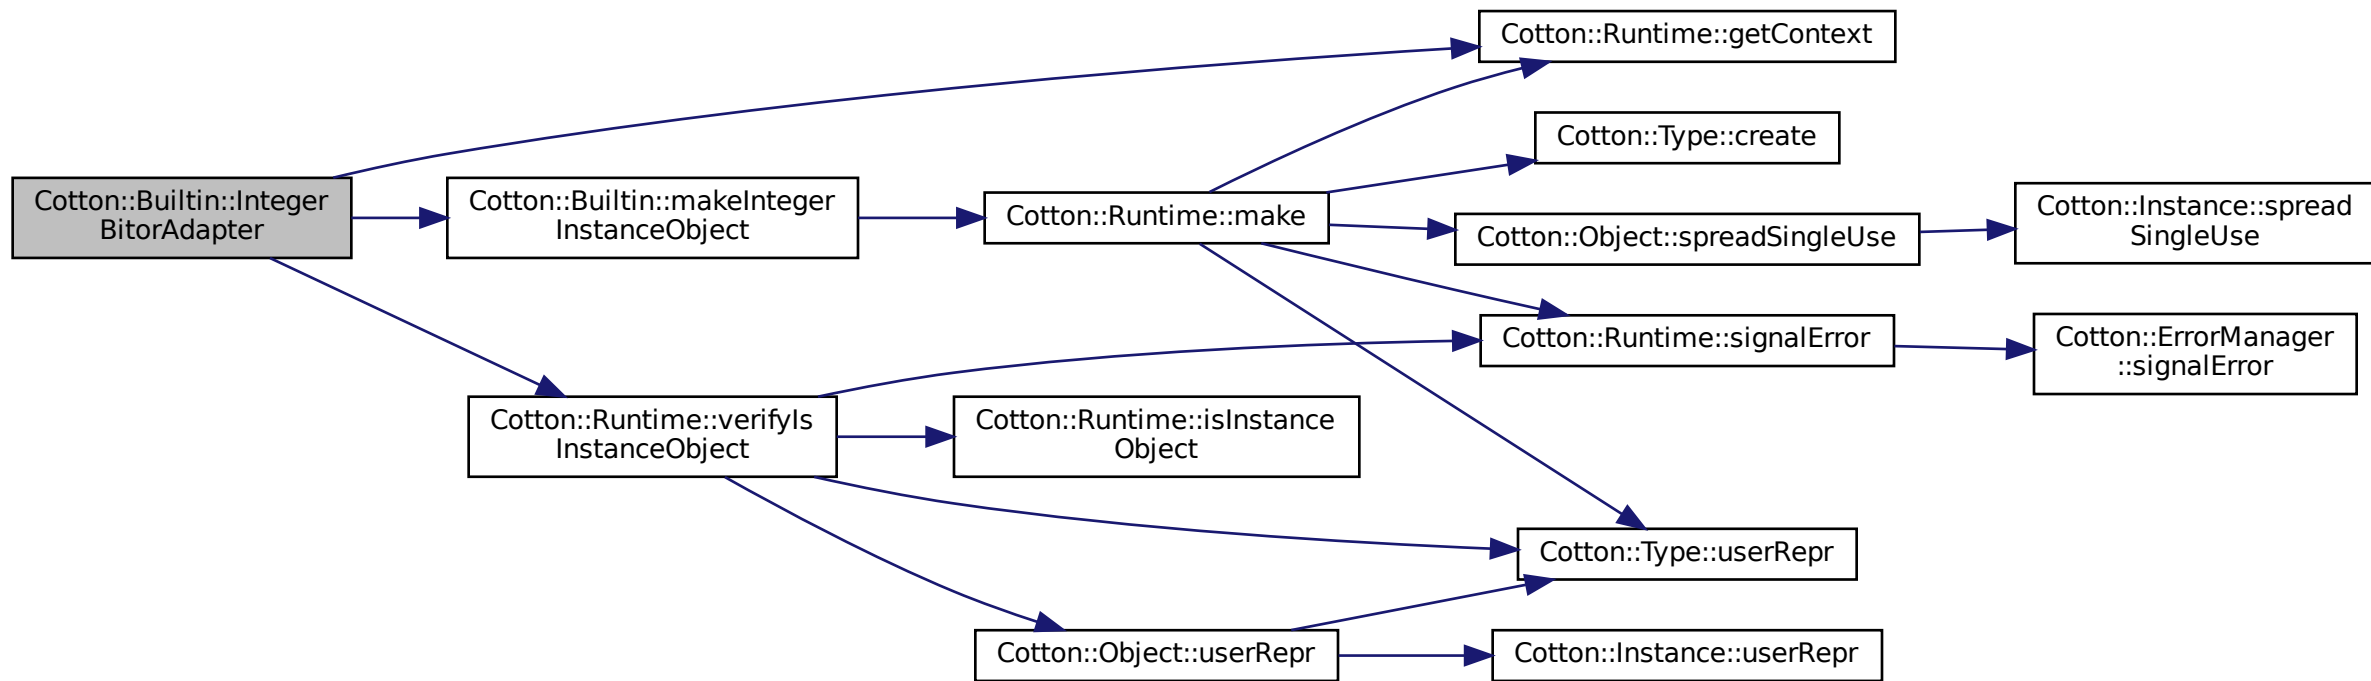 Cotton::Builtin::Integer
BitorAdapter
Cotton::Builtin::makeInteger
InstanceObject
Cotton::Runtime::verifyIs
InstanceObject
Cotton::Runtime::make
Cotton::Runtime::isInstance
Object
Cotton::Object::userRepr
Cotton::Runtime::getContext
Cotton::Type::create
Cotton::Object::spreadSingleUse
Cotton::Runtime::signalError
Cotton::Type::userRepr
Cotton::Instance::userRepr
Cotton::Instance::spread
SingleUse
Cotton::ErrorManager
::signalError